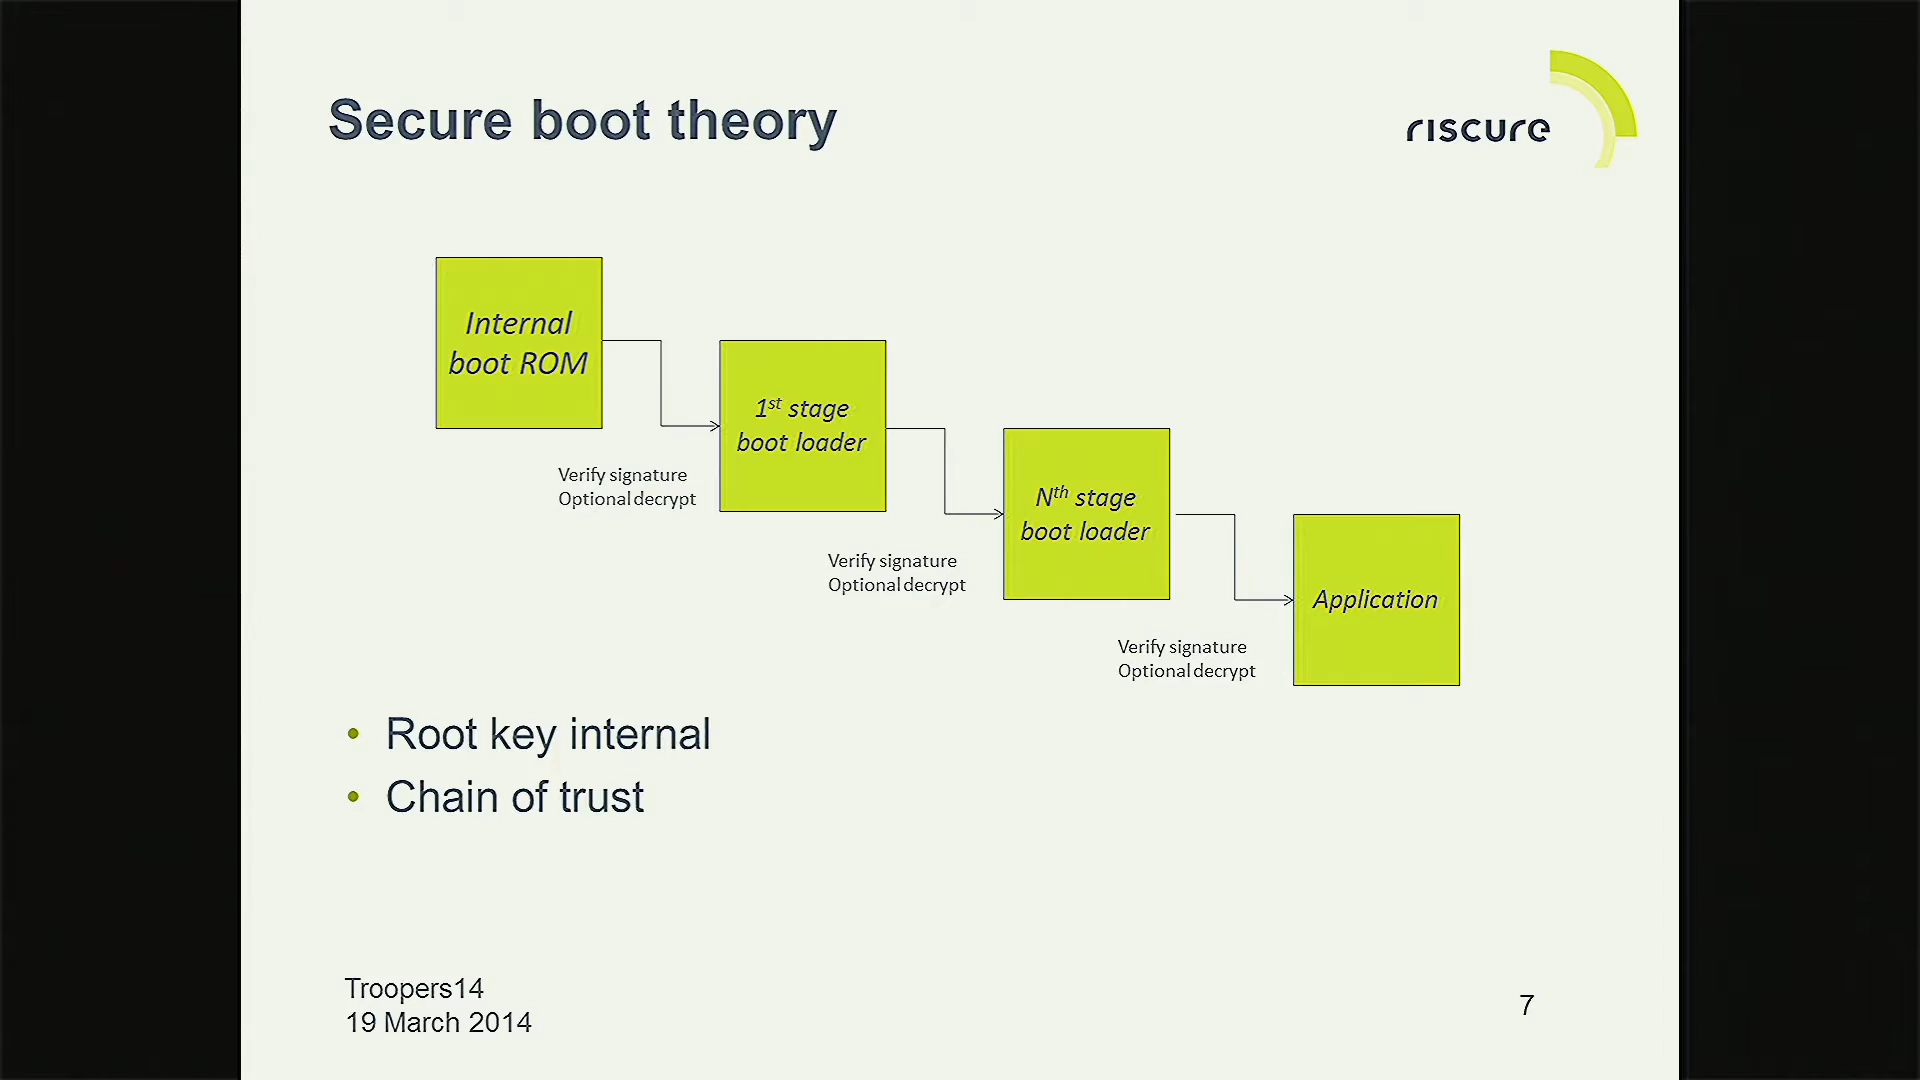 Secure boot theory
riscure
Internal
boot ROM
1st stage
boot loader
Verify signature
Optional decrypt
Nth stage
boot loader
Verify signature
Optional decrypt
Application
Verify signature
Optional decrypt
• Root key internal
• Chain of trust
Troopers14
19 March 2014
7